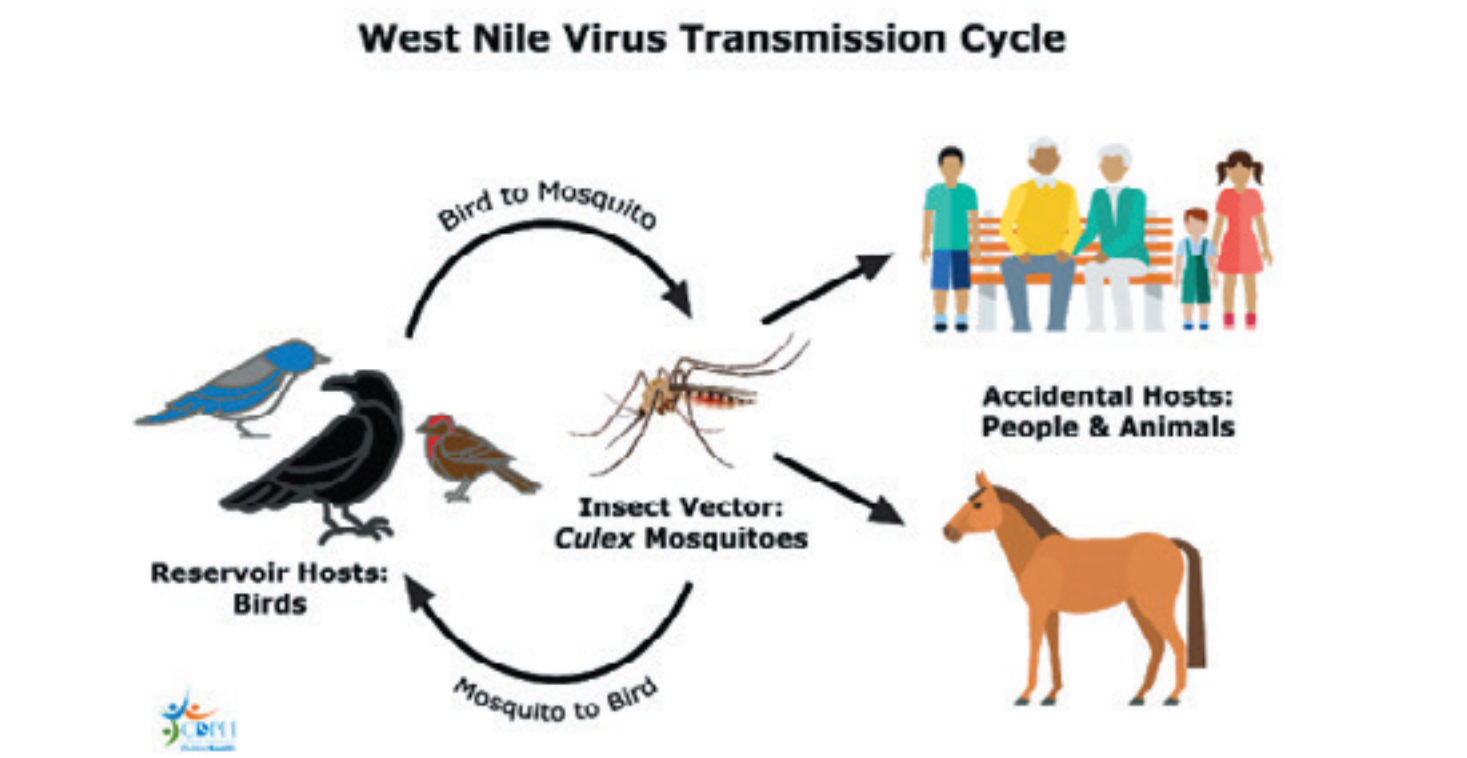 West Nile Virus Transmission Cycle
Bird to Mosquito
Accidental Hosts:
People & Animals
Insect Vector:
Culex Mosquitoes
Reservoir Hosts:
Birds
Mosquito to Bird